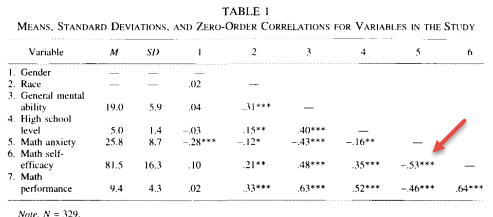 TABLE 1
MEANS, STANDARD DEVIATIONS, AND ZERO-ORDER CORRELATIONS FOR VARIABLES IN THE STUDY
Variable M SD 1 2 3 4 5 6
1. Gender — — —
2. Race — — .02 —
3. General mental
ability 19.0 5.9 .04 .31*** —
4. High school
level 5.0 1.4 -.03 .15** .40*** —
5. Math anxiety 25.8 8.7 -.28*** -.12* -.43*** -.16** —
6. Math self-
efficacy 81.5 16.3 .10 .21** .48*** .35*** -.53*** —
7. Math
performance 9.4 4.3 .02 .33*** .63*** .52*** -.46*** .64***
Note. N = 329.